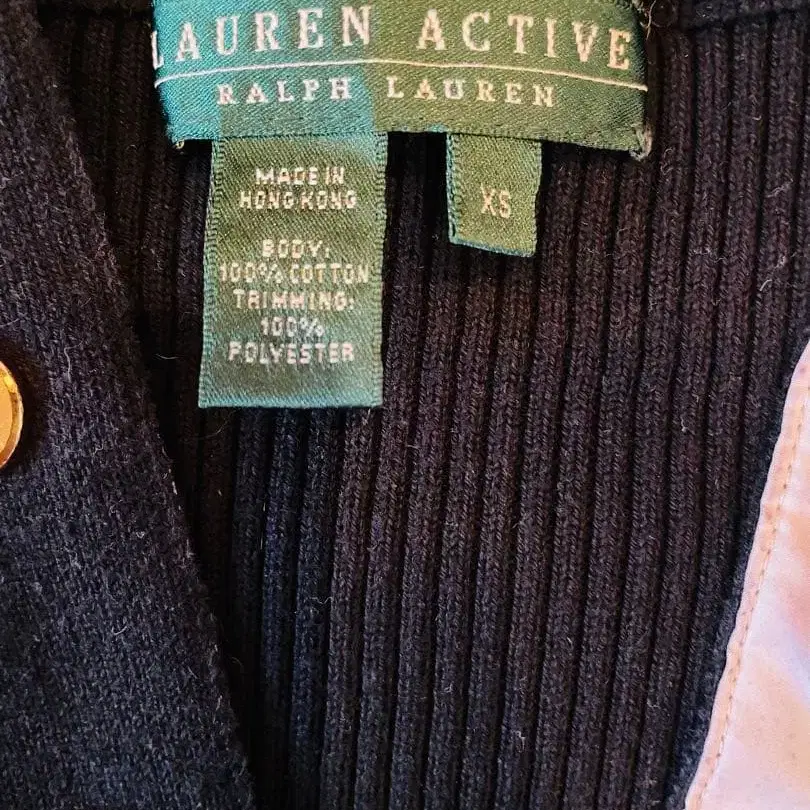 LAUREN ACTIVE
RALPH LAUREN
MADE IN
HONG KONG
BODY:
100% COTTON
TRIMMING:
100%
POLYESTER
XS